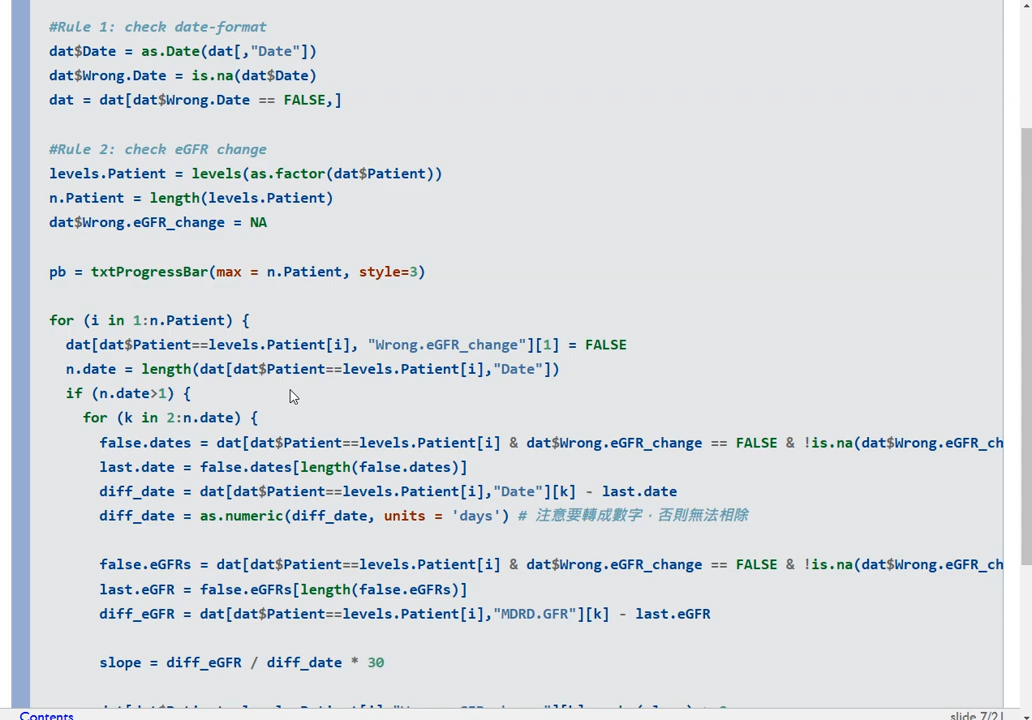 #Rule 1: check date-format
dat$Date = as.Date(dat[,"Date"])
dat$Wrong.Date = is.na(dat$Date)
dat = dat[dat$Wrong.Date == FALSE,]
#Rule 2: check eGFR change
levels.Patient = levels(as.factor(dat$Patient))
n.Patient = length(levels.Patient)
dat$Wrong.eGFR_change = NA
pb = txtProgressBar(max = n.Patient, style=3)
for (i in 1:n.Patient) {
dat[dat$Patient==levels.Patient[i], "Wrong.eGFR_change"][1] = FALSE
n.date = length(dat[dat$Patient==levels.Patient[i],"Date"])
if (n.date>1) {
for (k in 2:n.date) {
false.dates = dat[dat$Patient==levels.Patient[i] & dat$Wrong.eGFR_change == FALSE & !is.na(dat$Wrong.eGFR_ch
last.date = false.dates[length(false.dates)]
diff_date = dat[dat$Patient==levels.Patient[i],"Date"][k] - last.date
diff_date = as.numeric(diff_date, units = 'days') # 注意要轉成數字，否則無法相除
false.eGFRs = dat[dat$Patient==levels.Patient[i] & dat$Wrong.eGFR_change == FALSE & !is.na(dat$Wrong.eGFR_ch
last.eGFR = false.eGFRs[length(false.eGFRs)]
diff_eGFR = dat[dat$Patient==levels.Patient[i],"MDRD.GFR"][k] - last.eGFR
slope = diff_eGFR / diff_date * 30
Contents
slide 7/21